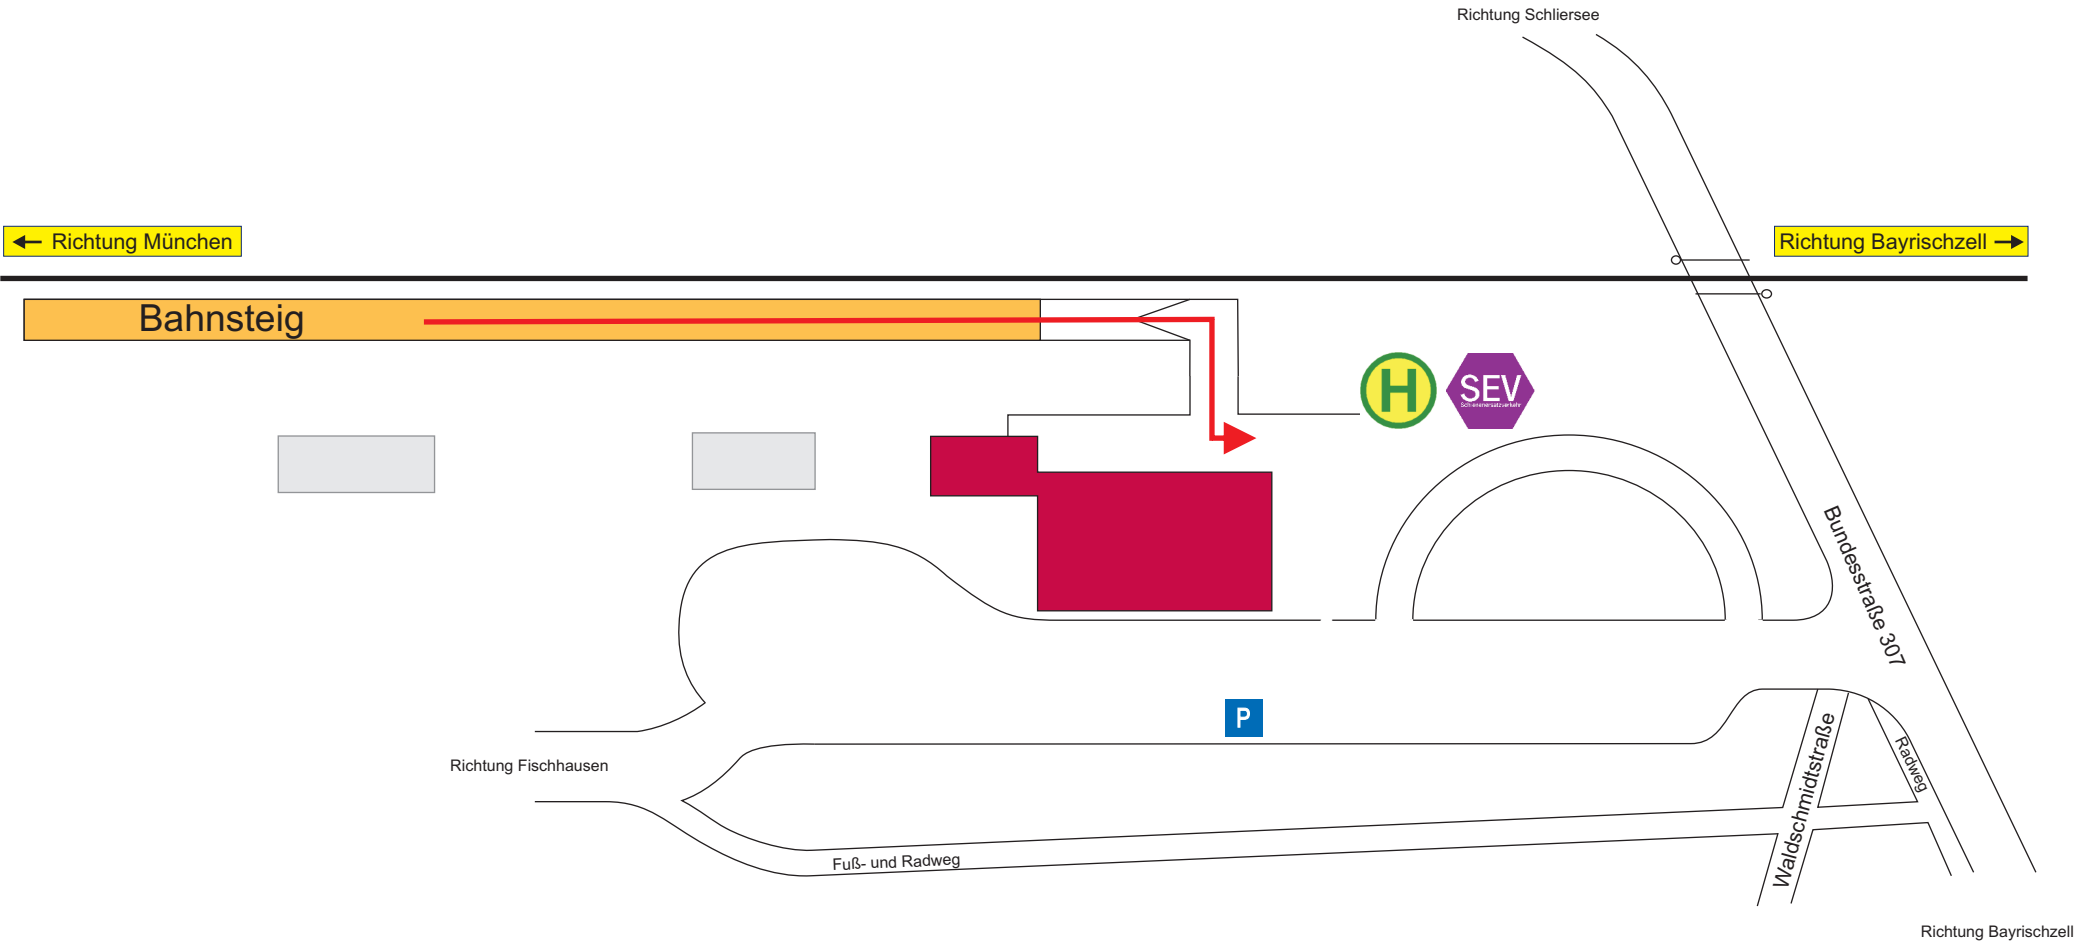 Richtung Schliersee
Richtung München
Richtung Bayrischzell
Bahnsteig
H
SEV
Schienenersatzverkehr
Bundesstraße 307
P
Waldschmidtstraße
Radweg
Richtung Fischhausen
Fuß- und Radweg
Richtung Bayrischzell